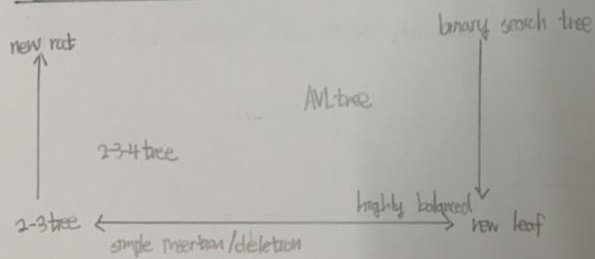 binary search tree
new root
AVL tree
2-3-4 tree
highly balanced
2-3 tree
new leaf
simple insertion/deletion